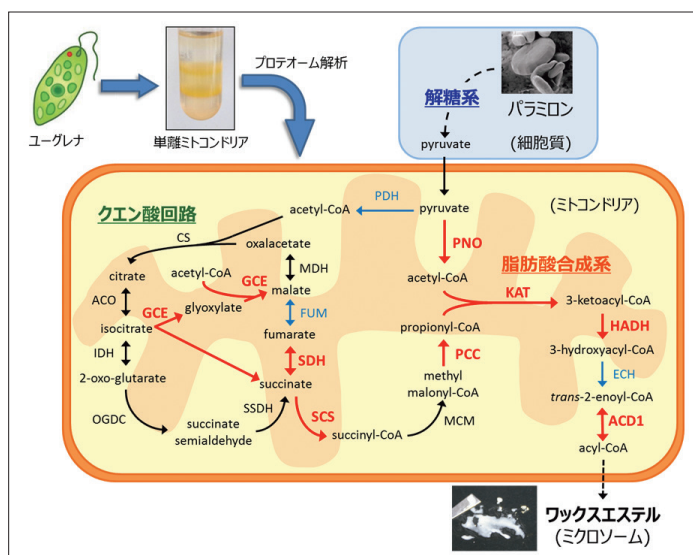 プロテオーム解析
ユーグレナ
単離ミトコンドリア
解糖系
パラミロン
(細胞質)
pyruvate
(ミトコンドリア)
クエン酸回路
acetyl-CoA
PDH
pyruvate
CS
oxalacetate
PNO
脂肪酸合成系
citrate
acetyl-CoA
MDH
acetyl-CoA
ACO
GCE
GCE
malate
KAT
3-ketoacyl-CoA
isocitrate
glyoxylate
FUM
propionyl-CoA
HADH
fumarate
IDH
SDH
PCC
3-hydroxyacyl-CoA
2-oxo-glutarate
succinate
methyl
malonyl-CoA
ECH
trans-2-enoyl-CoA
OGDC
SSDH
SCS
MCM
ACD1
succinate
semialdehyde
succinyl-CoA
acyl-CoA
ワックスエステル
(ミクロソーム)